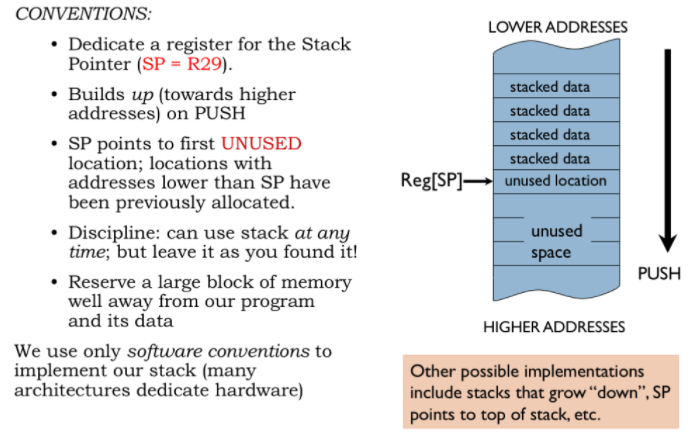 CONVENTIONS:
• Dedicate a register for the Stack
Pointer (SP = R29).
• Builds up (towards higher
addresses) on PUSH
• SP points to first UNUSED
location; locations with
addresses lower than SP have
been previously allocated.
• Discipline: can use stack at any
time; but leave it as you found it!
• Reserve a large block of memory
well away from our program
and its data
We use only software conventions to
implement our stack (many
architectures dedicate hardware)
LOWER ADDRESSES
stacked data
stacked data
stacked data
stacked data
Reg[SP]
unused location
unused
space
PUSH
HIGHER ADDRESSES
Other possible implementations
include stacks that grow “down”, SP
points to top of stack, etc.